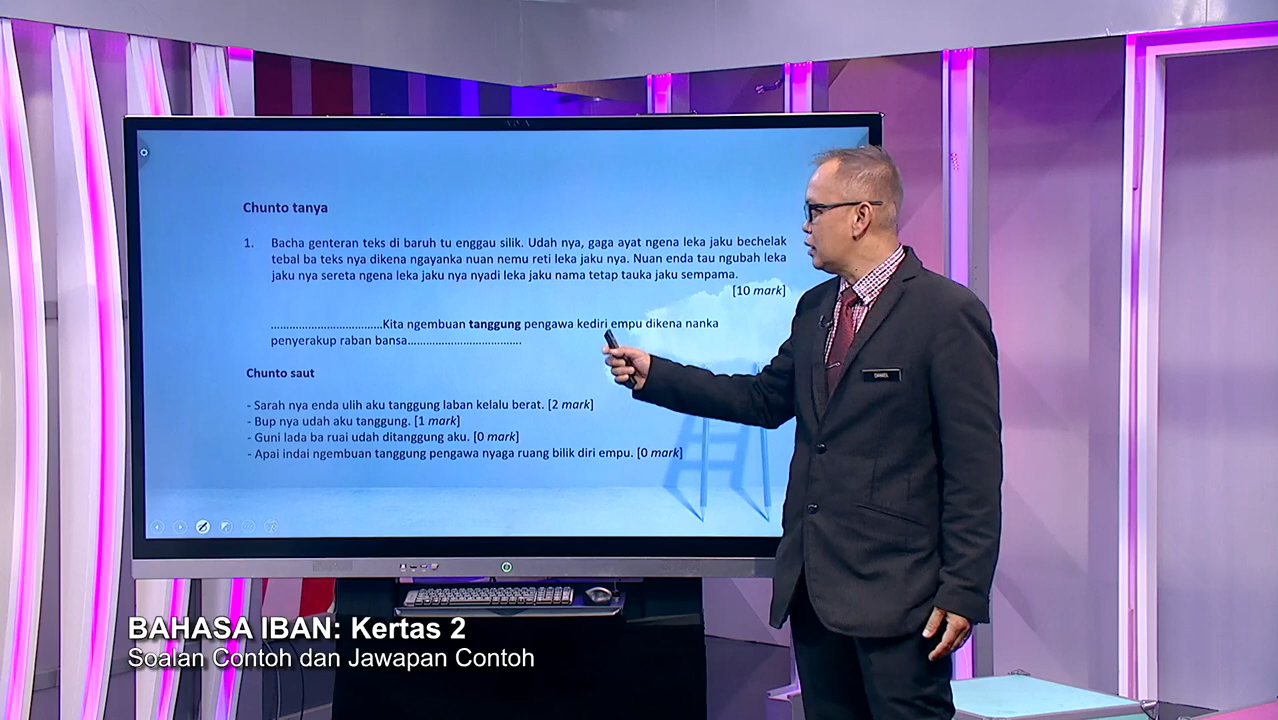 Chunto tanya
1. Bacha genteran teks di baruh tu enggau silik. Udah nya, gaga ayat ngena leka jaku bechelak
tebal ba teks nya dikena ngayanka nuan nemu reti leka jaku nya. Nuan enda tau ngubah leka
jaku nya sereta ngena leka jaku nya nyadi leka jaku nama tetap tauka jaku sempama.
[10 mark]
.....................................Kita ngembuan tanggung pengawa kediri empu dikena nanka
penyerakup raban bansa......................................
Chunto saut
- Sarah nya enda ulih aku tanggung laban kelalu berat. [2 mark]
- Bup nya udah aku tanggung. [1 mark]
- Guni lada ba ruai udah ditanggung aku. [0 mark]
- Apai indai ngembuan tanggung pengawa nyaga ruang bilik diri empu. [0 mark]
DANIEL
BAHASA IBAN: Kertas 2
Soalan Contoh dan Jawapan Contoh